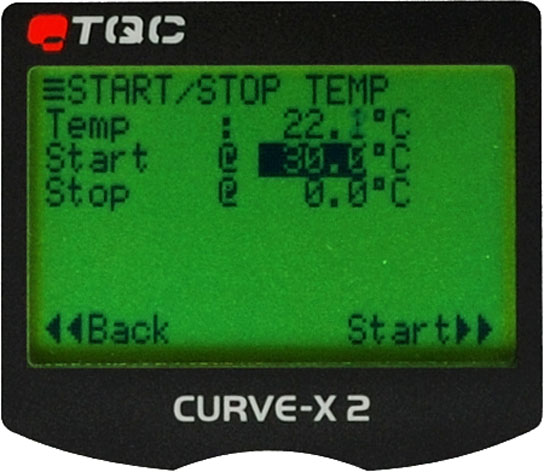 TQC
≡START/STOP TEMP
Temp : 22.1°C
Start @ 30.0°C
Stop @ 0.0°C
◀◀Back Start▶▶
CURVE-X 2